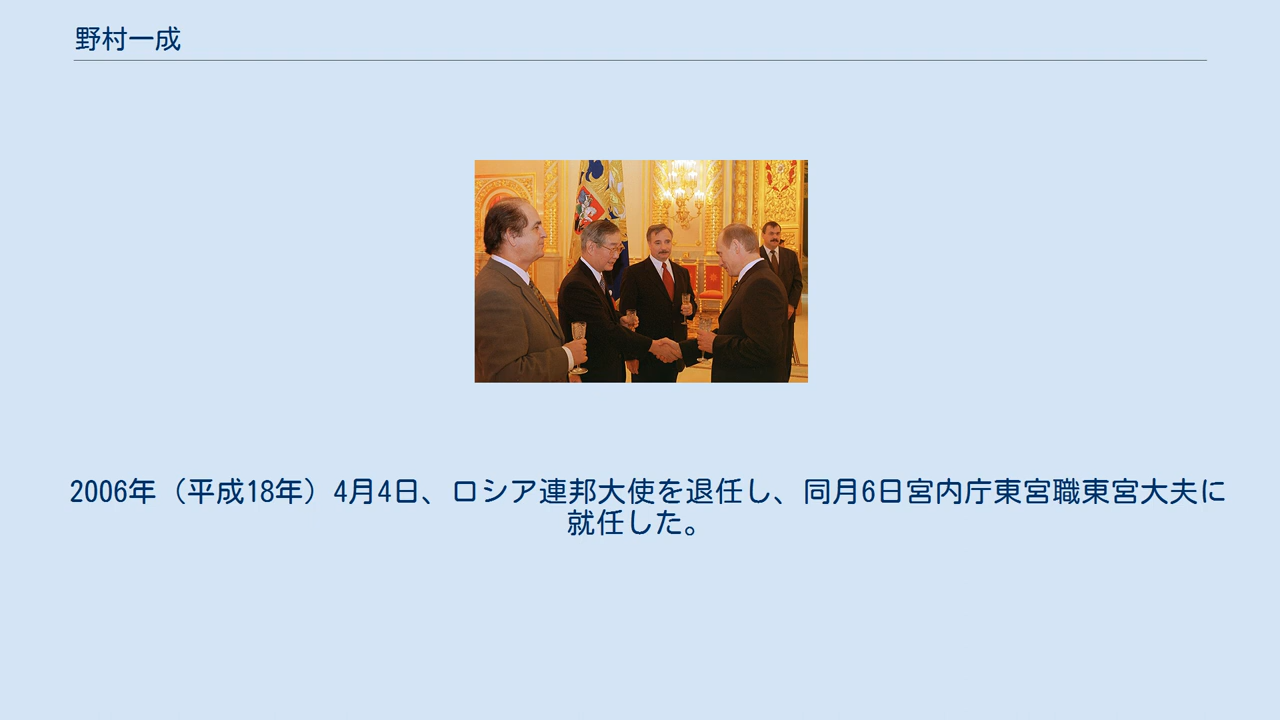 野村一成
2006年（平成18年）4月4日、ロシア連邦大使を退任し、同月6日宮内庁東宮職東宮大夫に
就任した。